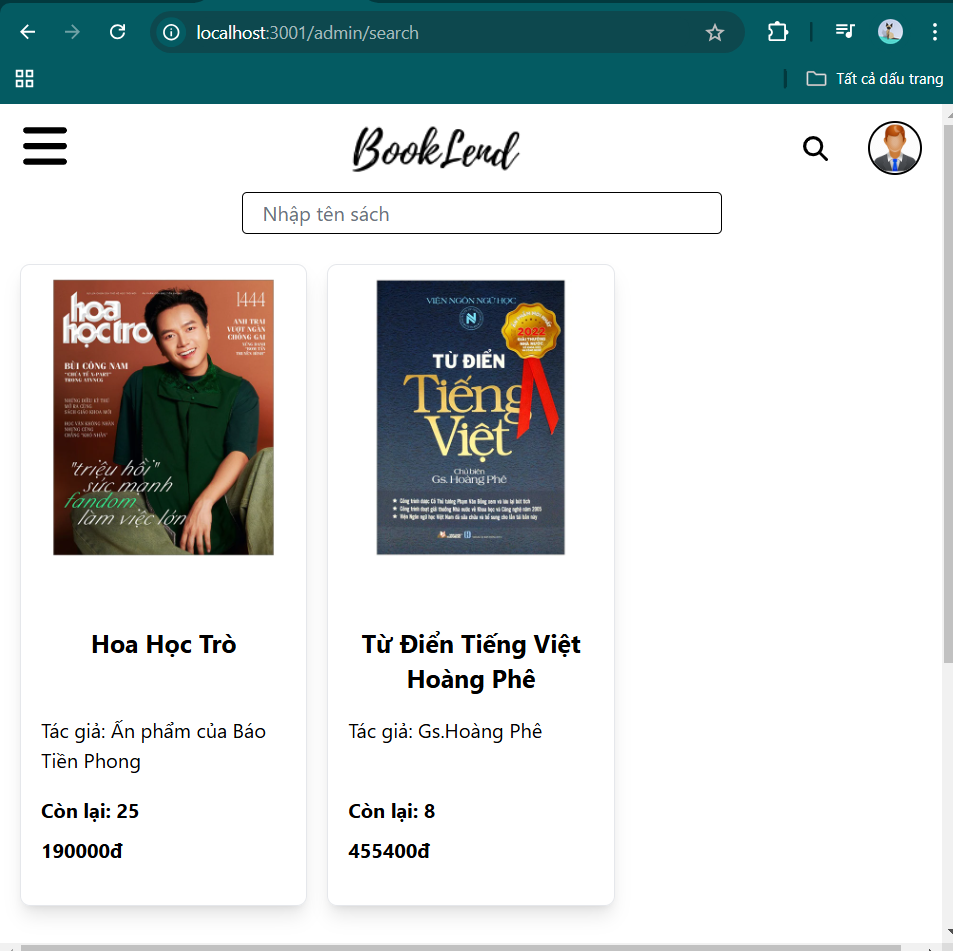 localhost:3001/admin/search
Tất cả dấu trang
BookLend
Nhập tên sách
hoa
học trò
1444
ANH TRAI
VƯỢT NGÀN
CHÔNG GAI
BÙI CÔNG NAM
"triệu hồi"
sức mạnh
fandom
làm việc lớn
Hoa Học Trò
Tác giả: Ấn phẩm của Báo
Tiền Phong
Còn lại: 25
190000đ
VIỆN NGÔN NGỮ HỌC
2022
TỪ ĐIỂN
Tiếng
Việt
Chủ biên
Gs. Hoàng Phê
Từ Điển Tiếng Việt
Hoàng Phê
Tác giả: Gs.Hoàng Phê
Còn lại: 8
455400đ